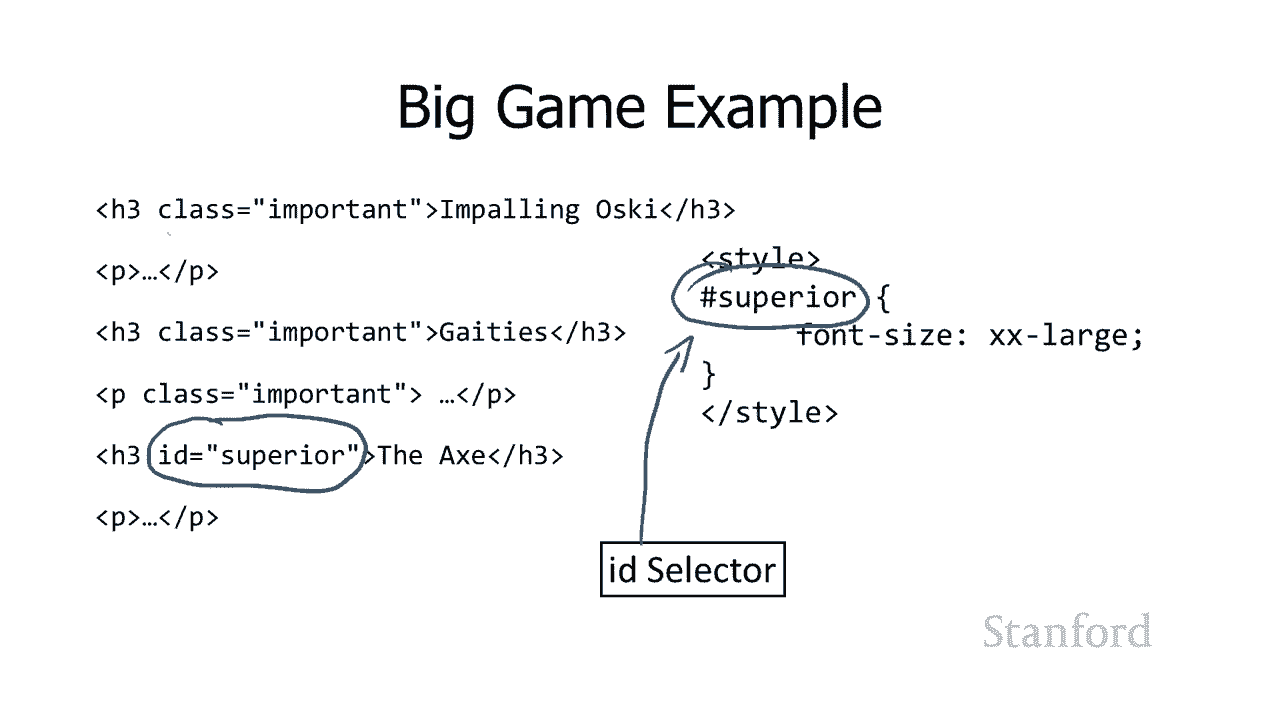 Big Game Example
<h3 class="important">Impalling Oski</h3>
<p>…</p>
<h3 class="important">Gaities</h3>
<p class="important"> …</p>
<h3 id="superior">The Axe</h3>
<p>…</p>
<style>
#superior {
font-size: xx-large;
}
</style>
id Selector
Stanford